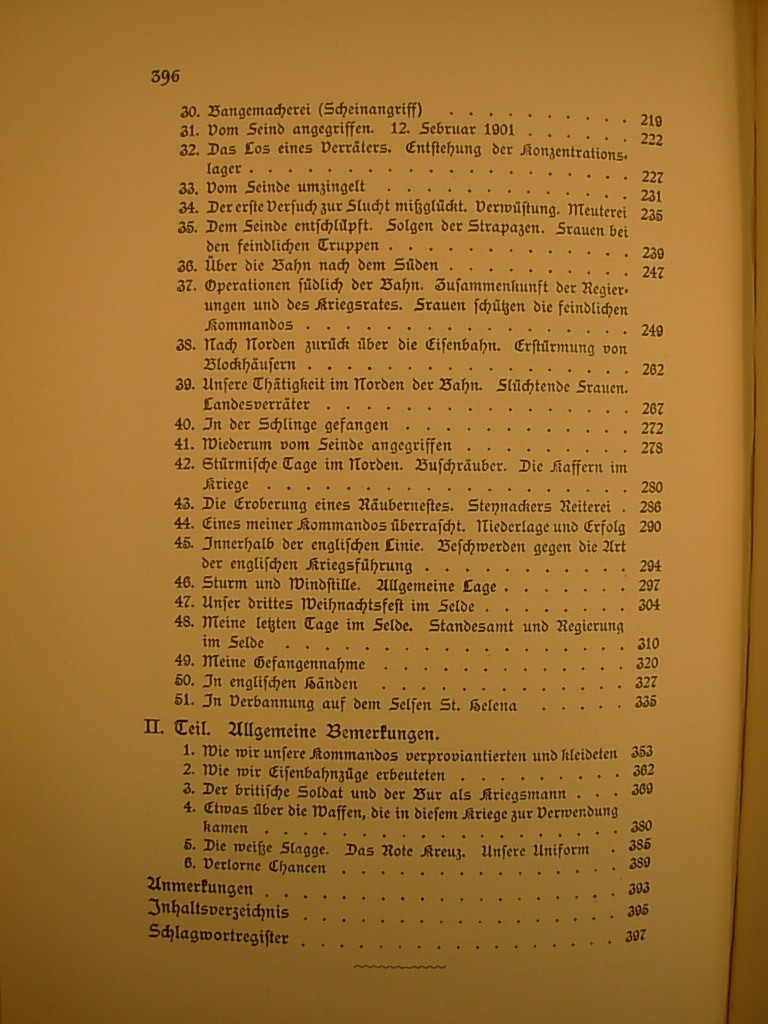 396
30. Bangemacherei (Scheinangriff) . . . . . . . . . . 219
31. Vom Feind angegriffen. 12. Februar 1901 . . . . . . 222
32. Das Los eines Verräters. Entstehung der Konzentrations-
lager . . . . . . . . . . . . . . . . . . . 227
33. Vom Feinde umzingelt . . . . . . . . . . . . . 231
34. Der erste Versuch zur Flucht mißglückt. Verwüstung. Meuterei 235
35. Dem Feinde entschlüpft. Folgen der Strapazen. Frauen bei
den feindlichen Truppen . . . . . . . . . . . . . 239
36. Über die Bahn nach dem Süden . . . . . . . . . . 247
37. Operationen südlich der Bahn. Zusammenkunft der Regier-
ungen und des Kriegsrates. Frauen schützen die feindlichen
Kommandos . . . . . . . . . . . . . . . . . 249
38. Nach Norden zurück über die Eisenbahn. Erstürmung von
Blockhäusern . . . . . . . . . . . . . . . . . 262
39. Unsere Thätigkeit im Norden der Bahn. Flüchtende Frauen.
Landesverräter . . . . . . . . . . . . . . . . 267
40. In der Schlinge gefangen . . . . . . . . . . . . 272
41. Wiederum vom Feinde angegriffen . . . . . . . . . 278
42. Stürmische Tage im Norden. Buschräuber. Die Kaffern im
Kriege . . . . . . . . . . . . . . . . . . . 280
43. Die Eroberung eines Räubernestes. Steynackers Reiterei . 286
44. Eines meiner Kommandos überrascht. Niederlage und Erfolg 290
45. Innerhalb der englischen Linie. Beschwerden gegen die Art
der englischen Kriegsführung . . . . . . . . . . . 294
46. Sturm und Windstille. Allgemeine Lage . . . . . . . 297
47. Unser drittes Weihnachtsfest im Felde . . . . . . . . 304
48. Meine letzten Tage im Felde. Standesamt und Regierung
im Felde . . . . . . . . . . . . . . . . . . 310
49. Meine Gefangennahme . . . . . . . . . . . . . 320
50. In englischen Händen . . . . . . . . . . . . . 327
51. In Verbannung auf dem Felsen St. Helena . . . . . 335
II. Teil. Allgemeine Bemerkungen.
1. Wie wir unsere Kommandos verproviantierten und kleideten 353
2. Wie wir Eisenbahnzüge erbeuteten . . . . . . . . . 362
3. Der britische Soldat und der Bur als Kriegsmann . . . 369
4. Etwas über die Waffen, die in diesem Kriege zur Verwendung
kamen . . . . . . . . . . . . . . . . . . . 380
5. Die weiße Flagge. Das Rote Kreuz. Unsere Uniform . 385
6. Verlorne Chancen . . . . . . . . . . . . . . . 389
Anmerkungen . . . . . . . . . . . . . . . . . . 393
Inhaltsverzeichnis . . . . . . . . . . . . . . . . 395
Schlagwortregister . . . . . . . . . . . . . . . . 397